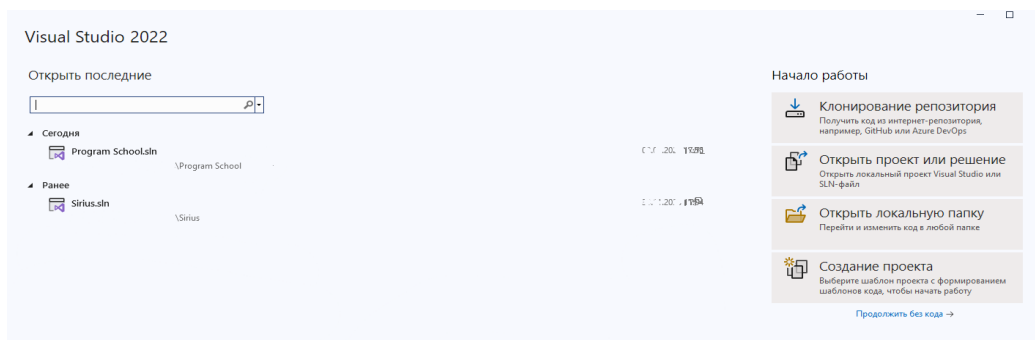 Visual Studio 2022
Открыть последние
Сегодня
Program School.sln
\Program School
Ранее
Sirius.sln
\Sirius
Начало работы
Клонирование репозитория
Получить код из интернет-репозитория,
например, GitHub или Azure DevOps
Открыть проект или решение
Открыть локальный проект Visual Studio или
SLN-файл
Открыть локальную папку
Перейти и изменить код в любой папке
Создание проекта
Выберите шаблон проекта с формированием
шаблонов кода, чтобы начать работу
Продолжить без кода →